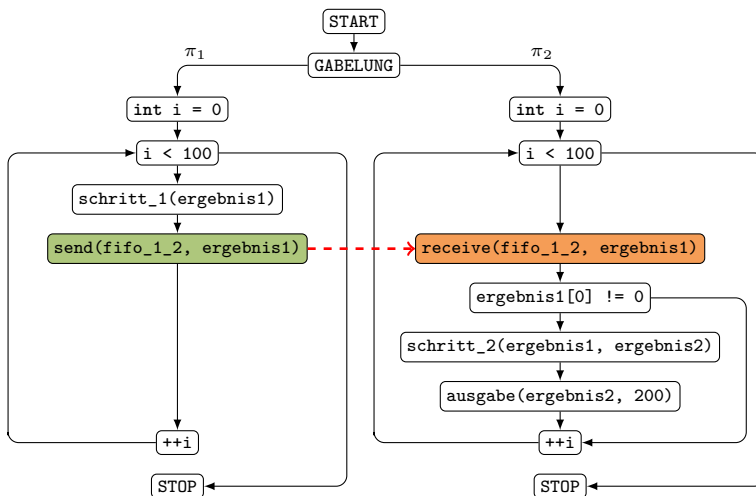 START
π₁
π₂
GABELUNG
int i = 0
int i = 0
i < 100
i < 100
schritt_1(ergebnis1)
send(fifo_1_2, ergebnis1)
receive(fifo_1_2, ergebnis1)
ergebnis1[0] != 0
schritt_2(ergebnis1, ergebnis2)
ausgabe(ergebnis2, 200)
++i
++i
STOP
STOP